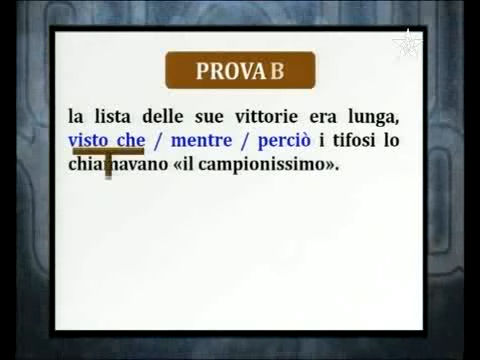 PROVA B
la lista delle sue vittorie era lunga,
visto che / mentre / perciò i tifosi lo
chiamavano «il campionissimo».